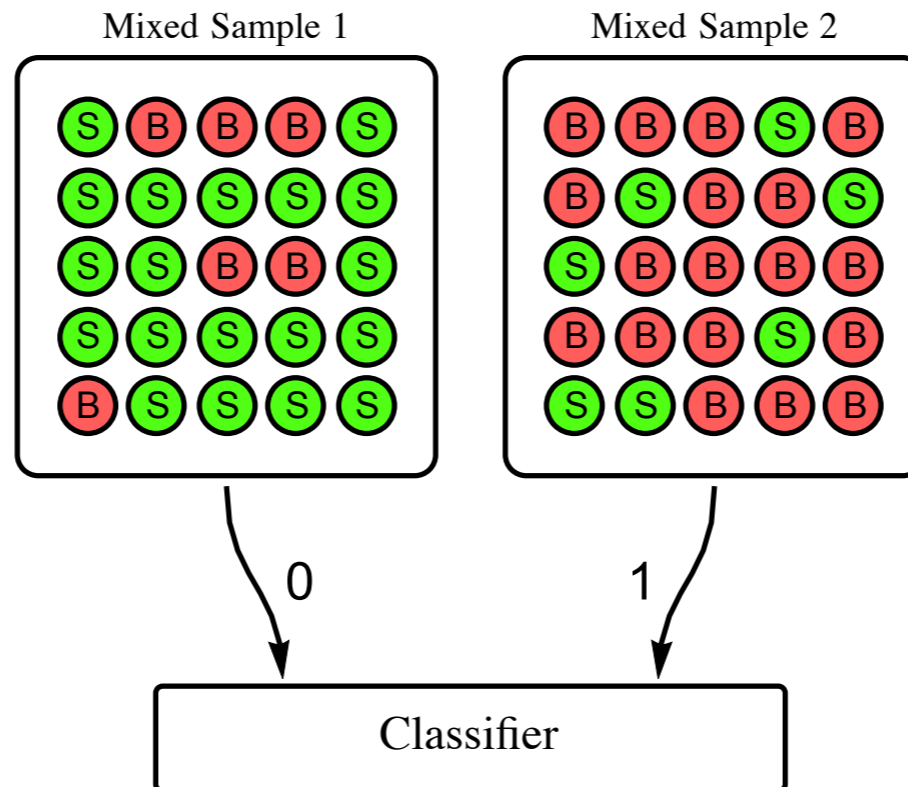 Mixed Sample 1
S B B B S
S S S S S
S S B B S
S S S S S
B S S S S
0
Mixed Sample 2
B B B S B
B S B B S
S B B B B
B B B S B
S S B B B
1
Classifier